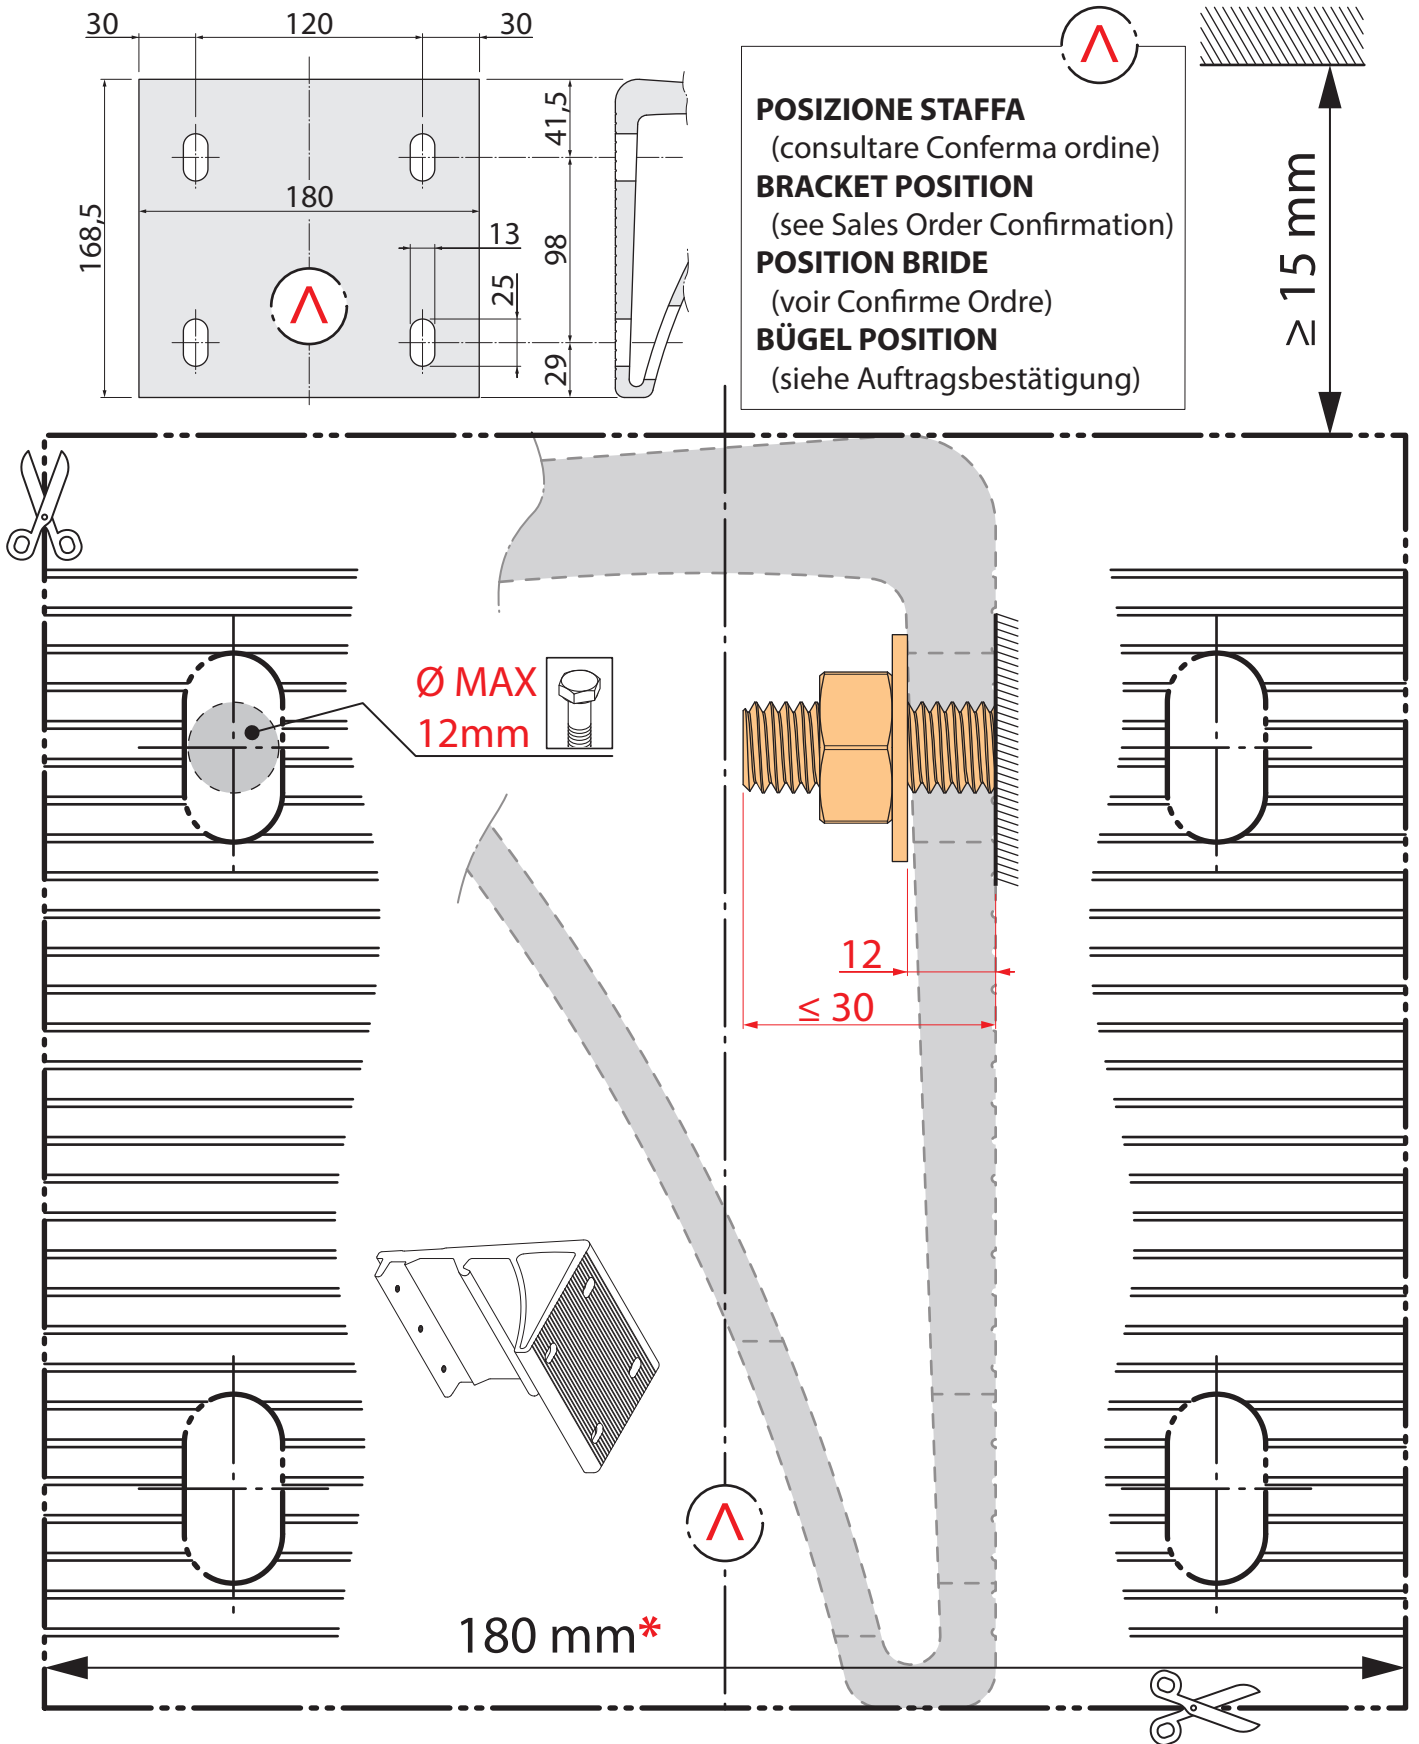 30 120 30
41,5
168,5
180
98
13
25
29
Λ
Λ
POSIZIONE STAFFA
(consultare Conferma ordine)
BRACKET POSITION
(see Sales Order Confirmation)
POSITION BRIDE
(voir Confirme Ordre)
BÜGEL POSITION
(siehe Auftragsbestätigung)
≥ 15 mm
Ø MAX
12mm
12
≤ 30
Λ
180 mm*